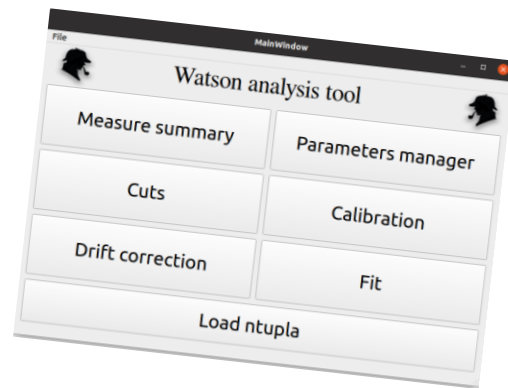 MainWindow
File
Watson analysis tool
Measure summary
Parameters manager
Cuts
Calibration
Drift correction
Fit
Load ntupla